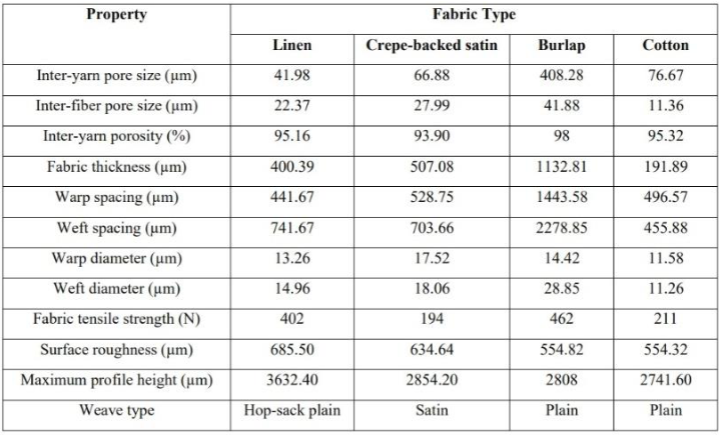 Property Fabric Type
Linen Crepe-backed satin Burlap Cotton
Inter-yarn pore size (µm) 41.98 66.88 408.28 76.67
Inter-fiber pore size (µm) 22.37 27.99 41.88 11.36
Inter-yarn porosity (%) 95.16 93.90 98 95.32
Fabric thickness (µm) 400.39 507.08 1132.81 191.89
Warp spacing (µm) 441.67 528.75 1443.58 496.57
Weft spacing (µm) 741.67 703.66 2278.85 455.88
Warp diameter (µm) 13.26 17.52 14.42 11.58
Weft diameter (µm) 14.96 18.06 28.85 11.26
Fabric tensile strength (N) 402 194 462 211
Surface roughness (µm) 685.50 634.64 554.82 554.32
Maximum profile height (µm) 3632.40 2854.20 2808 2741.60
Weave type Hop-sack plain Satin Plain Plain